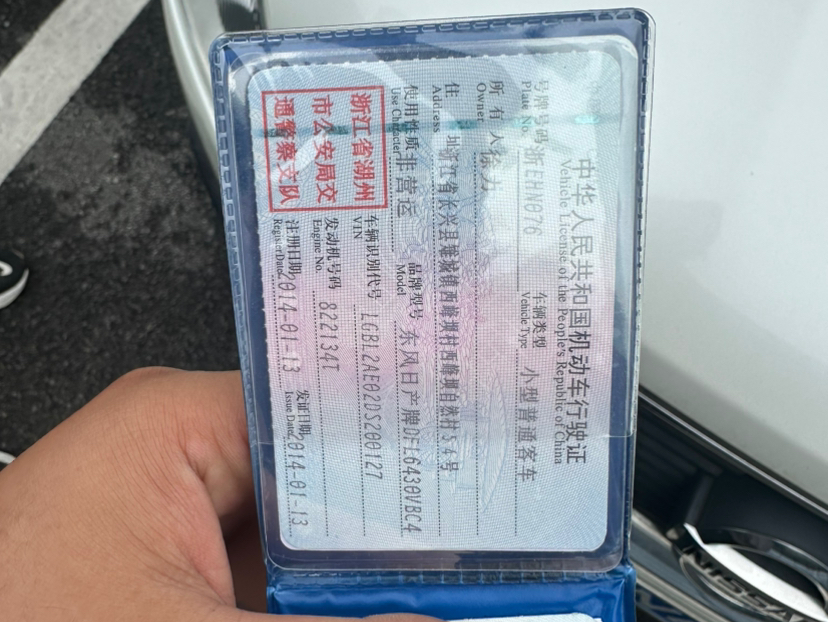 中华人民共和国机动车行驶证
Vehicle License of the People's Republic of China
号牌号码 浙EHN976 车辆类型 小型普通客车
Plate No. Vehicle Type
所有人 徐力
Owner
住址 浙江省长兴县雉城镇西峰坝村西峰坝自然村54号
Address
使用性质 非营运 品牌型号 东风日产牌DFL6430VBC4
Use Character Model
浙江省湖州
市公安局交
通警察支队
车辆识别代号 LGBL2AE02DS200127
VIN
发动机号码 822134T
Engine No.
注册日期 2014-01-13 发证日期 2014-01-13
Register Date Issue Date
NISSAN